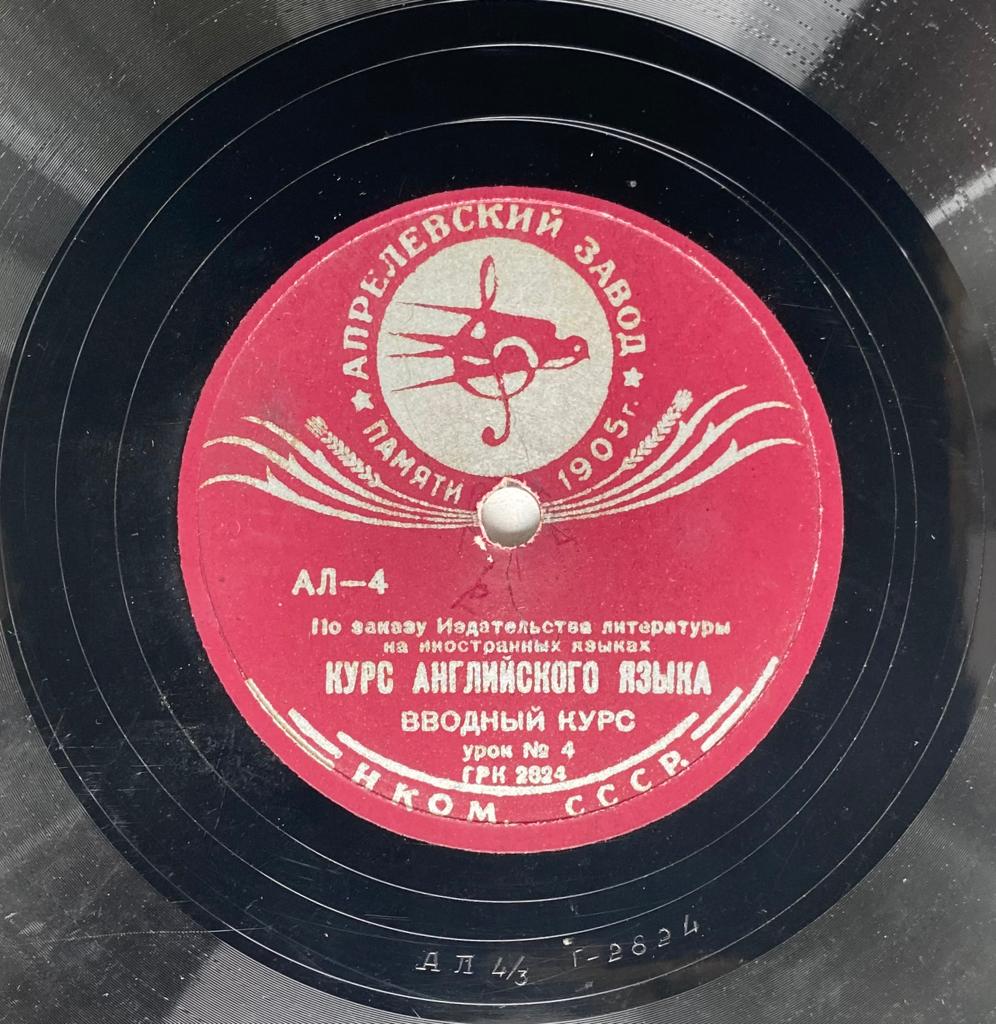 ★ АПРЕЛЕВСКИЙ ЗАВОД ★
ПАМЯТИ 1905 г.
АЛ—4
По заказу Издательства литературы
на иностранных языках
КУРС АНГЛИЙСКОГО ЯЗЫКА
ВВОДНЫЙ КУРС
урок № 4
ГРК 2824
НКОМ. СССР.
АЛ 4/3 Г-2824